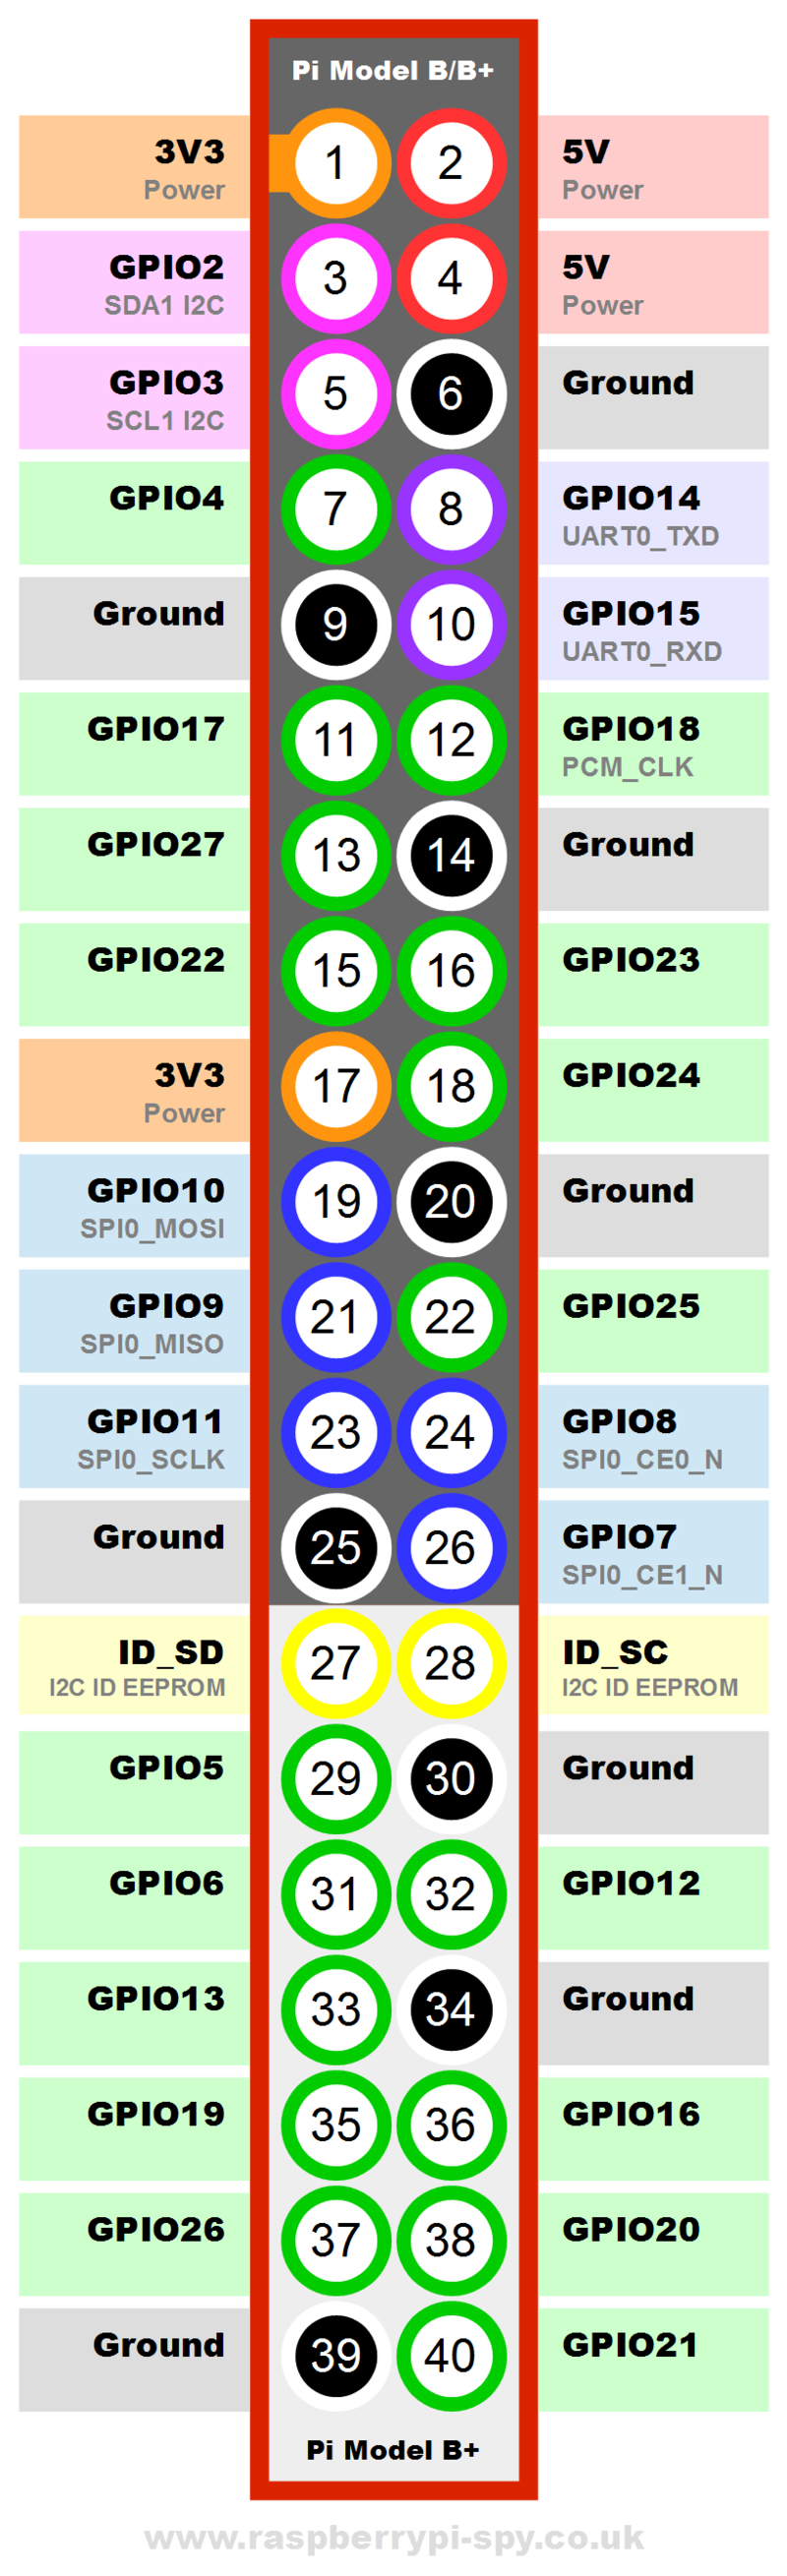 Pi Model B/B+
3V3 1 2 5V
Power Power
GPIO2 3 4 5V
SDA1 I2C Power
GPIO3 5 6 Ground
SCL1 I2C
GPIO4 7 8 GPIO14
UART0_TXD
Ground 9 10 GPIO15
UART0_RXD
GPIO17 11 12 GPIO18
PCM_CLK
GPIO27 13 14 Ground
GPIO22 15 16 GPIO23
3V3 17 18 GPIO24
Power
GPIO10 19 20 Ground
SPI0_MOSI
GPIO9 21 22 GPIO25
SPI0_MISO
GPIO11 23 24 GPIO8
SPI0_SCLK SPI0_CE0_N
Ground 25 26 GPIO7
SPI0_CE1_N
ID_SD 27 28 ID_SC
I2C ID EEPROM I2C ID EEPROM
GPIO5 29 30 Ground
GPIO6 31 32 GPIO12
GPIO13 33 34 Ground
GPIO19 35 36 GPIO16
GPIO26 37 38 GPIO20
Ground 39 40 GPIO21
Pi Model B+
www.raspberrypi-spy.co.uk